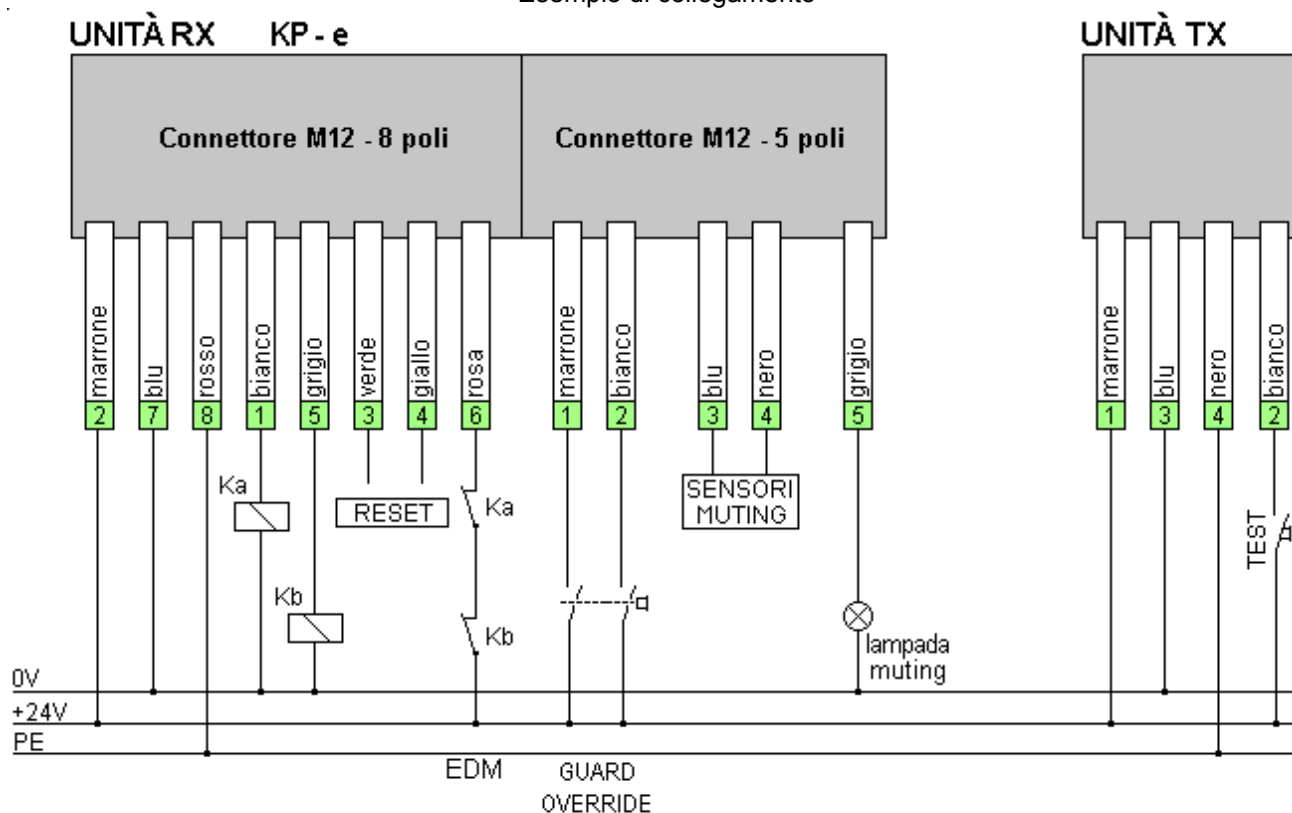 Esempio di collegamento
UNITÀ RX KP - e
UNITÀ TX
Connettore M12 - 8 poli
Connettore M12 - 5 poli
marrone
blu
rosso
bianco
grigio
verde
giallo
rosa
marrone
bianco
blu
nero
grigio
marrone
blu
nero
bianco
2 7 8 1 5 3 4 6 1 2 3 4 5 1 3 4 2
Ka
RESET
Ka
SENSORI
MUTING
TEST
Kb
Kb
lampada
muting
0V
+24V
PE
EDM
GUARD
OVERRIDE